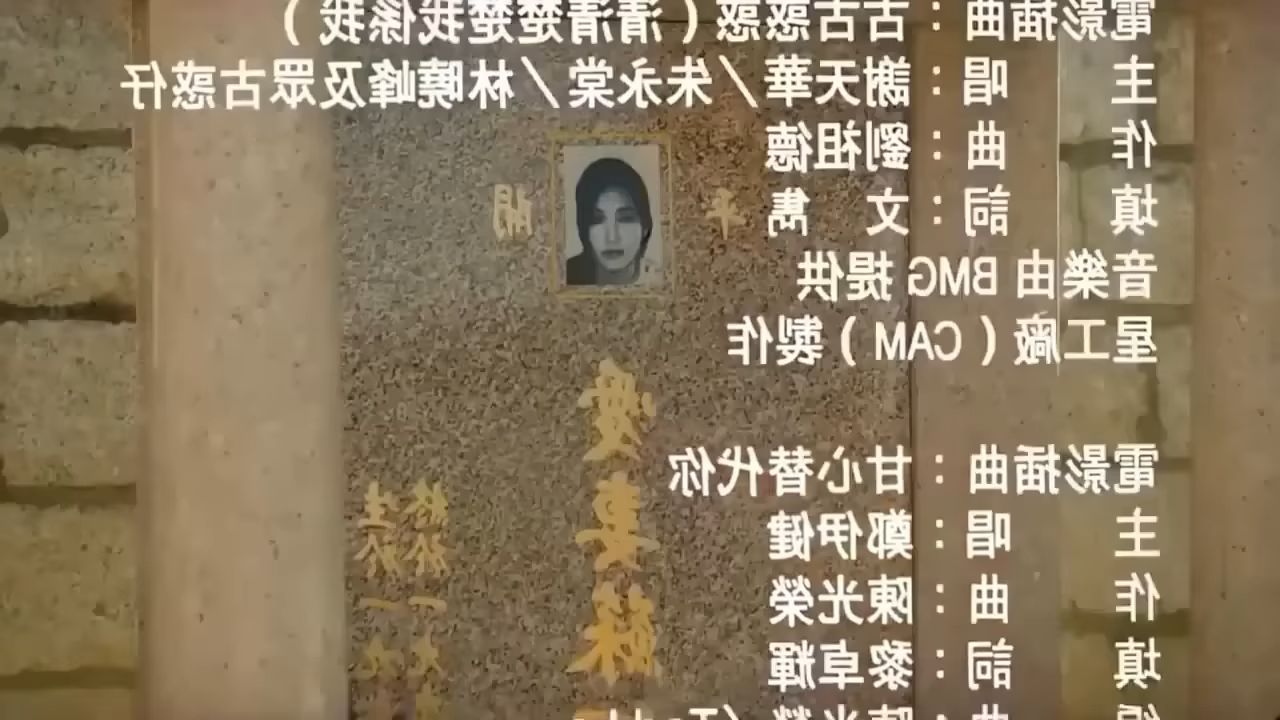 電影插曲：古古惑惑（清清楚楚我係我）
主唱：謝天華／朱永棠／林曉峰及眾古惑仔
作曲：劉祖德
填詞：文雋
音樂由 BMG 提供
星工廠（CAM）製作
電影插曲：甘心替代你
主唱：鄭伊健
作曲：陳光榮
填詞：黎卓輝
愛妻蘇